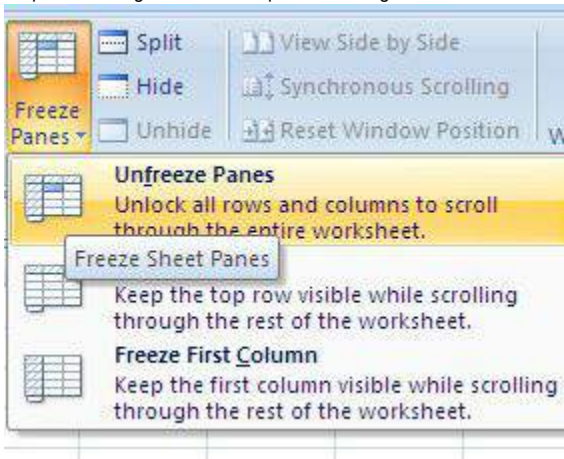 Split
View Side by Side
Hide
Synchronous Scrolling
Freeze
Panes
Unhide
Reset Window Position
W
Unfreeze Panes
Unlock all rows and columns to scroll
through the entire worksheet.
Freeze Sheet Panes
Keep the top row visible while scrolling
through the rest of the worksheet.
Freeze First Column
Keep the first column visible while scrolling
through the rest of the worksheet.